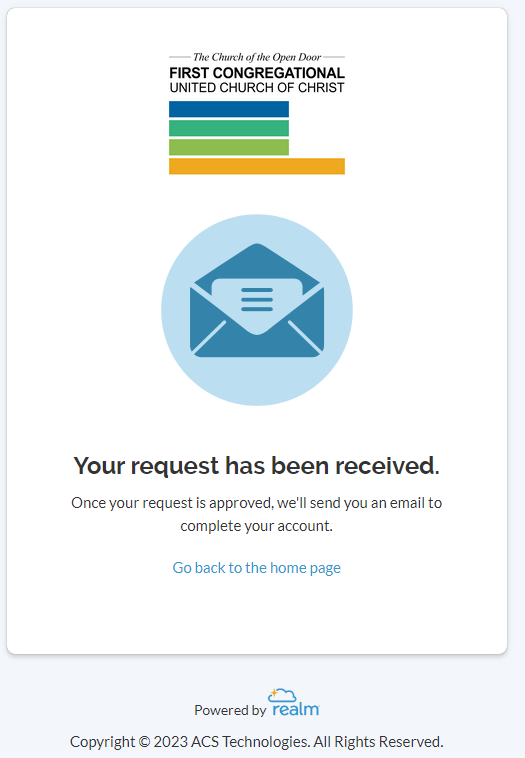 The Church of the Open Door
FIRST CONGREGATIONAL
UNITED CHURCH OF CHRIST
Your request has been received.
Once your request is approved, we'll send you an email to
complete your account.
Go back to the home page
Powered by realm
Copyright © 2023 ACS Technologies. All Rights Reserved.